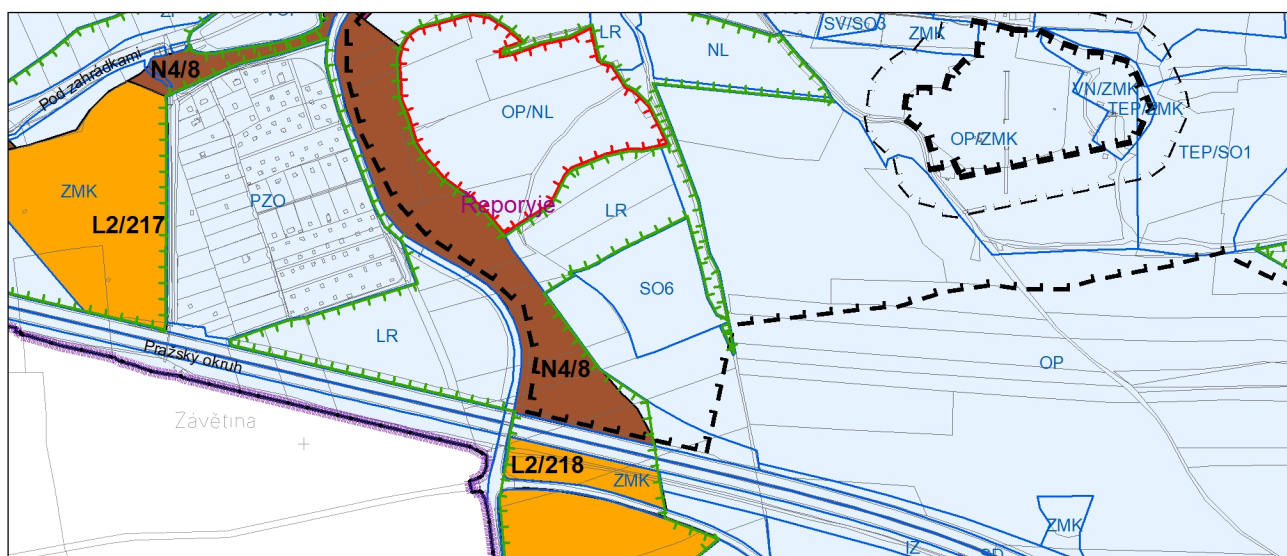 SV/SO3
LR
ZMK
NL
N4/8
Pod zahrádkami
VN/ZMK
OP/NL
TEP/ZMK
OP/ZMK
TEP/SO1
ZMK
PZO
Řeporyje
LR
L2/217
SO6
LR
Pražský okruh
OP
N4/8
Závětina
L2/218
ZMK
ZMK
IZ